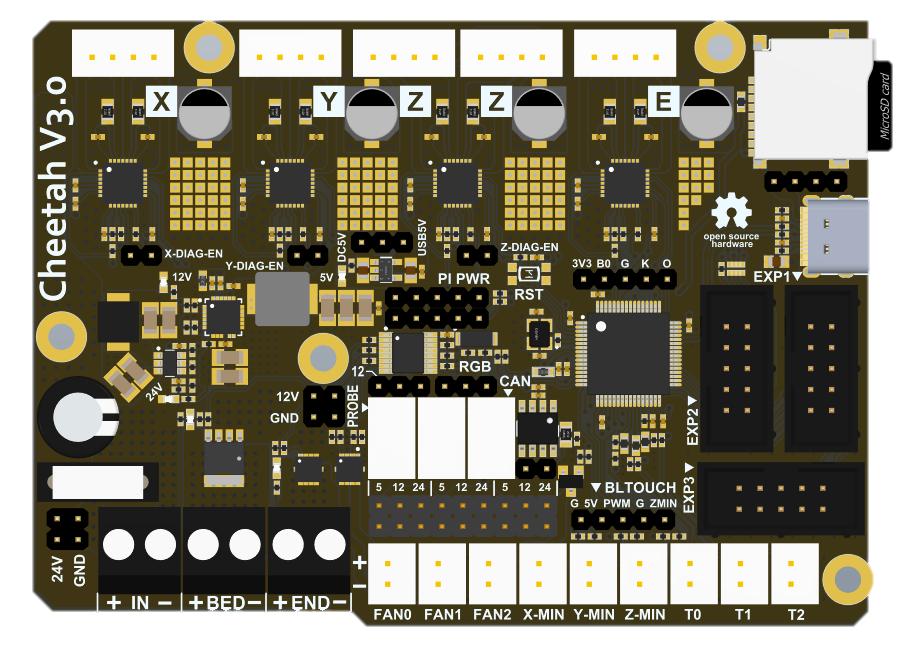 X
Y
Z
Z
E
MicroSD card
Cheetah V3.0
X-DIAG-EN
12V
Y-DIAG-EN
DC5V
5V
USB5V
Z-DIAG-EN
open source
hardware
PI PWR
RST
3V3 B0 G K O
EXP1
24V
12V
GND
12
PROBE
RGB
CAN
EXP2
EXP3
5 12 24 5 12 24 5 12 24
BLTOUCH
G 5V PWM G ZMIN
24V
GND
+ IN -
+ BED -
+ END -
+
-
FAN0 FAN1 FAN2 X-MIN Y-MIN Z-MIN T0 T1 T2